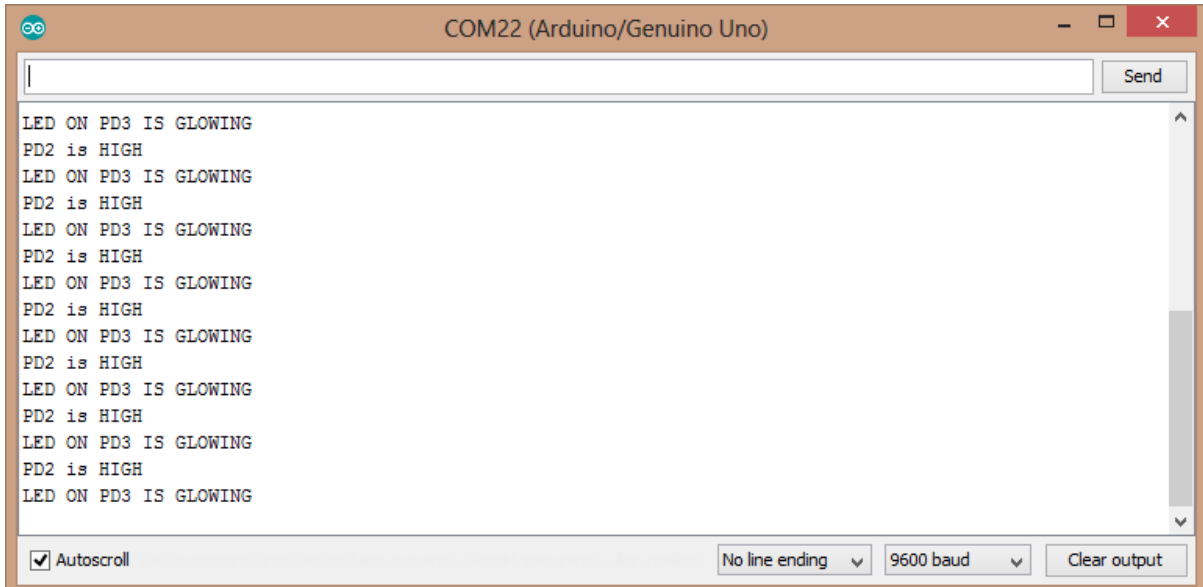 COM22 (Arduino/Genuino Uno)
Send
LED ON PD3 IS GLOWING
PD2 is HIGH
LED ON PD3 IS GLOWING
PD2 is HIGH
LED ON PD3 IS GLOWING
PD2 is HIGH
LED ON PD3 IS GLOWING
PD2 is HIGH
LED ON PD3 IS GLOWING
PD2 is HIGH
LED ON PD3 IS GLOWING
PD2 is HIGH
LED ON PD3 IS GLOWING
PD2 is HIGH
LED ON PD3 IS GLOWING
Autoscroll No line ending 9600 baud Clear output